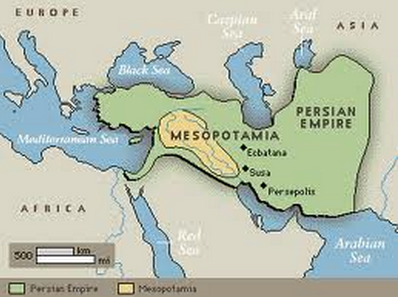 EUROPE
Caspian
Sea
Aral
Sea
ASIA
Black Sea
PERSIAN
EMPIRE
MESOPOTAMIA
Mediterranean Sea
Ecbatana
Susa
Persepolis
AFRICA
Red
Sea
Arabian
Sea
500
km
mi
Persian Empire
Mesopotamia